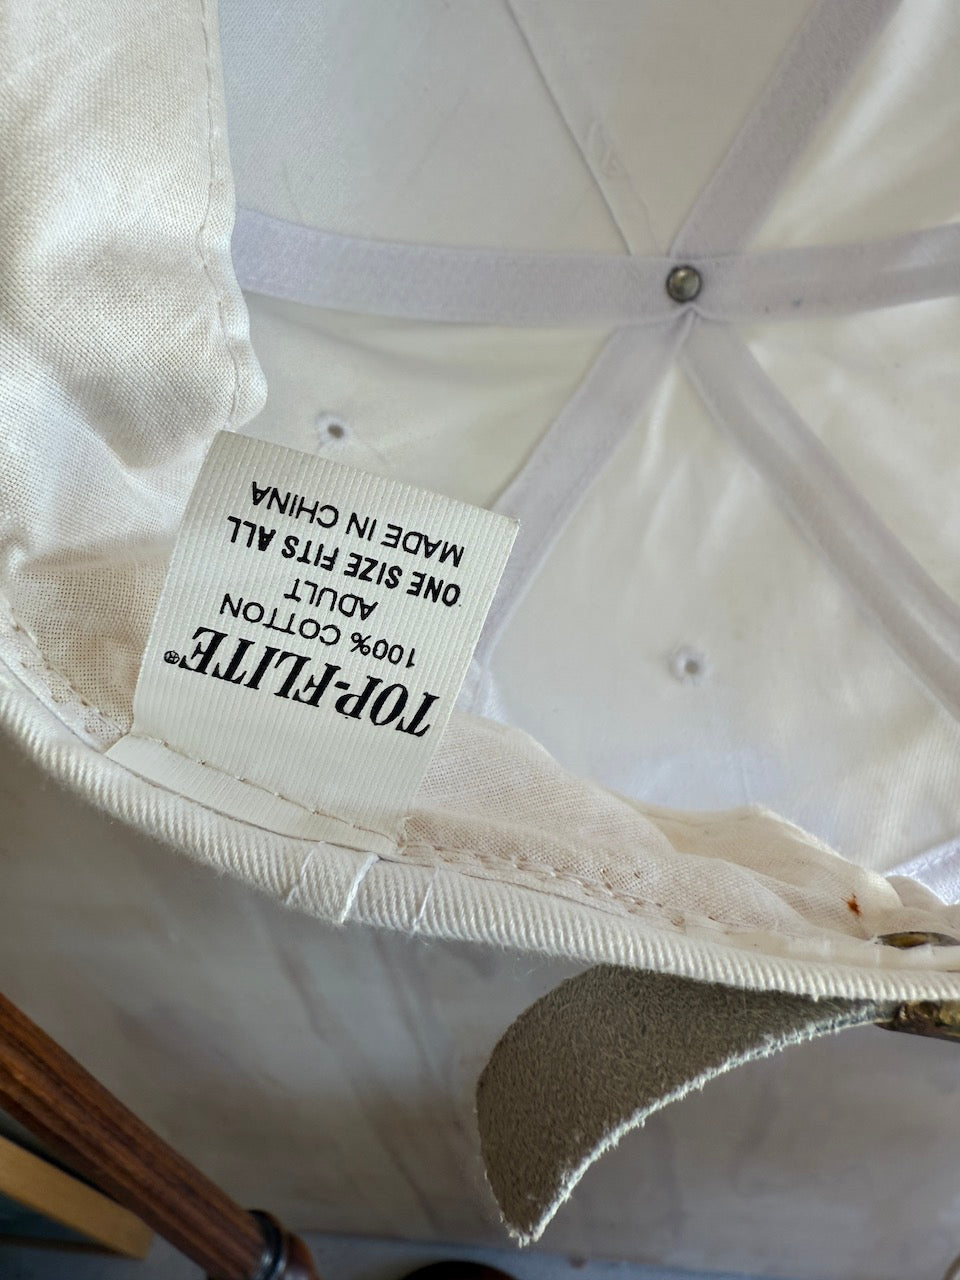 TOP-FLITE®
100% COTTON
ADULT
ONE SIZE FITS ALL
MADE IN CHINA